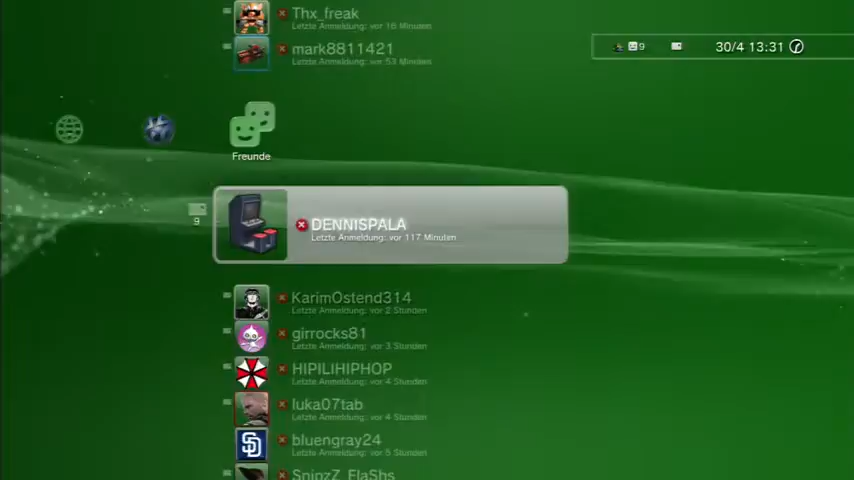 Thx_freak
Letzte Anmeldung: vor 16 Minuten
mark8811421
Letzte Anmeldung: vor 53 Minuten
9
30/4 13:31
Freunde
9
DENNISPALA
Letzte Anmeldung: vor 117 Minuten
KarimOstend314
Letzte Anmeldung: vor 2 Stunden
girrocks81
Letzte Anmeldung: vor 3 Stunden
HIPILIHIPHOP
Letzte Anmeldung: vor 4 Stunden
luka07tab
Letzte Anmeldung: vor 4 Stunden
SD
bluengray24
Letzte Anmeldung: vor 5 Stunden
SnipzZ_FlaShs